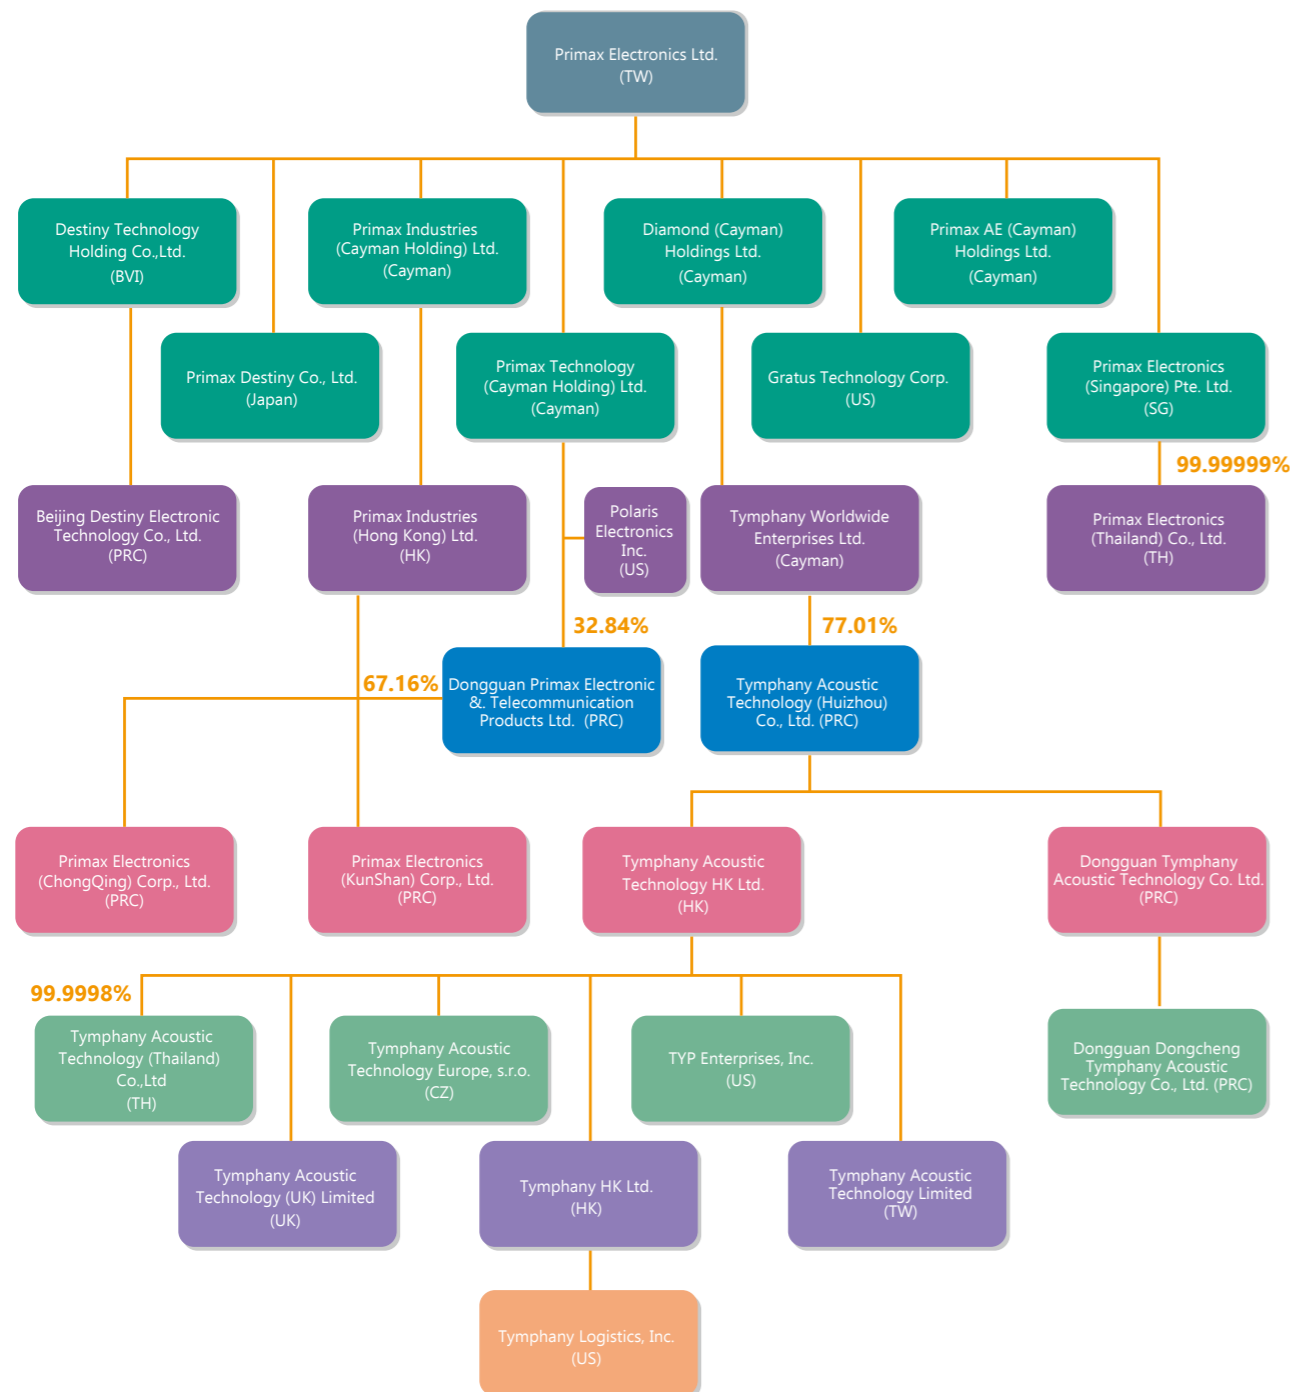 Primax Electronics Ltd.
(TW)
Destiny Technology
Holding Co.,Ltd.
(BVI)
Primax Industries
(Cayman Holding) Ltd.
(Cayman)
Diamond (Cayman)
Holdings Ltd.
(Cayman)
Primax AE (Cayman)
Holdings Ltd.
(Cayman)
Primax Destiny Co., Ltd.
(Japan)
Primax Technology
(Cayman Holding) Ltd.
(Cayman)
Gratus Technology Corp.
(US)
Primax Electronics
(Singapore) Pte. Ltd.
(SG)
99.99999%
Beijing Destiny Electronic
Technology Co., Ltd.
(PRC)
Primax Industries
(Hong Kong) Ltd.
(HK)
Polaris
Electronics
Inc.
(US)
Tymphany Worldwide
Enterprises Ltd.
(Cayman)
Primax Electronics
(Thailand) Co., Ltd.
(TH)
32.84%
77.01%
67.16%
Dongguan Primax Electronic
&. Telecommunication
Products Ltd. (PRC)
Tymphany Acoustic
Technology (Huizhou)
Co., Ltd. (PRC)
Primax Electronics
(ChongQing) Corp., Ltd.
(PRC)
Primax Electronics
(KunShan) Corp., Ltd.
(PRC)
Tymphany Acoustic
Technology HK Ltd.
(HK)
Dongguan Tymphany
Acoustic Technology Co. Ltd.
(PRC)
99.9998%
Tymphany Acoustic
Technology (Thailand)
Co.,Ltd
(TH)
Tymphany Acoustic
Technology Europe, s.r.o.
(CZ)
TYP Enterprises, Inc.
(US)
Dongguan Dongcheng
Tymphany Acoustic
Technology Co., Ltd. (PRC)
Tymphany Acoustic
Technology (UK) Limited
(UK)
Tymphany HK Ltd.
(HK)
Tymphany Acoustic
Technology Limited
(TW)
Tymphany Logistics, Inc.
(US)